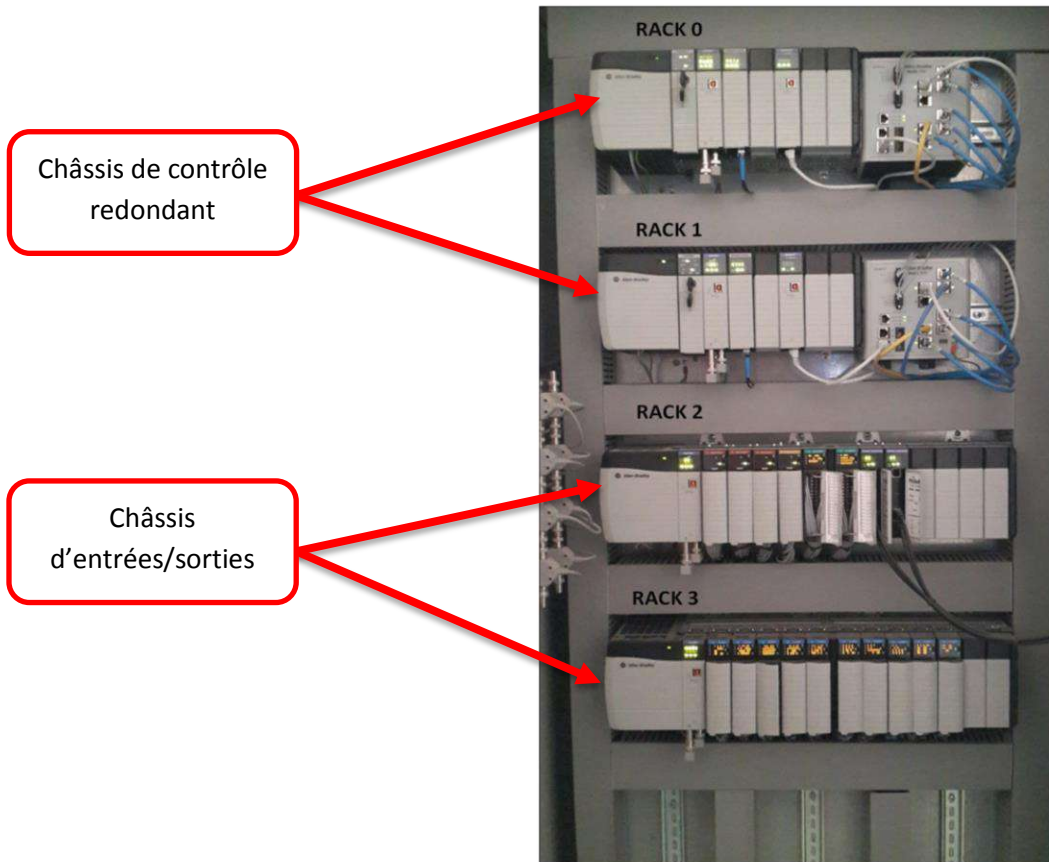 RACK 0
Châssis de contrôle
redondant
RACK 1
RACK 2
Châssis
d'entrées/sorties
RACK 3